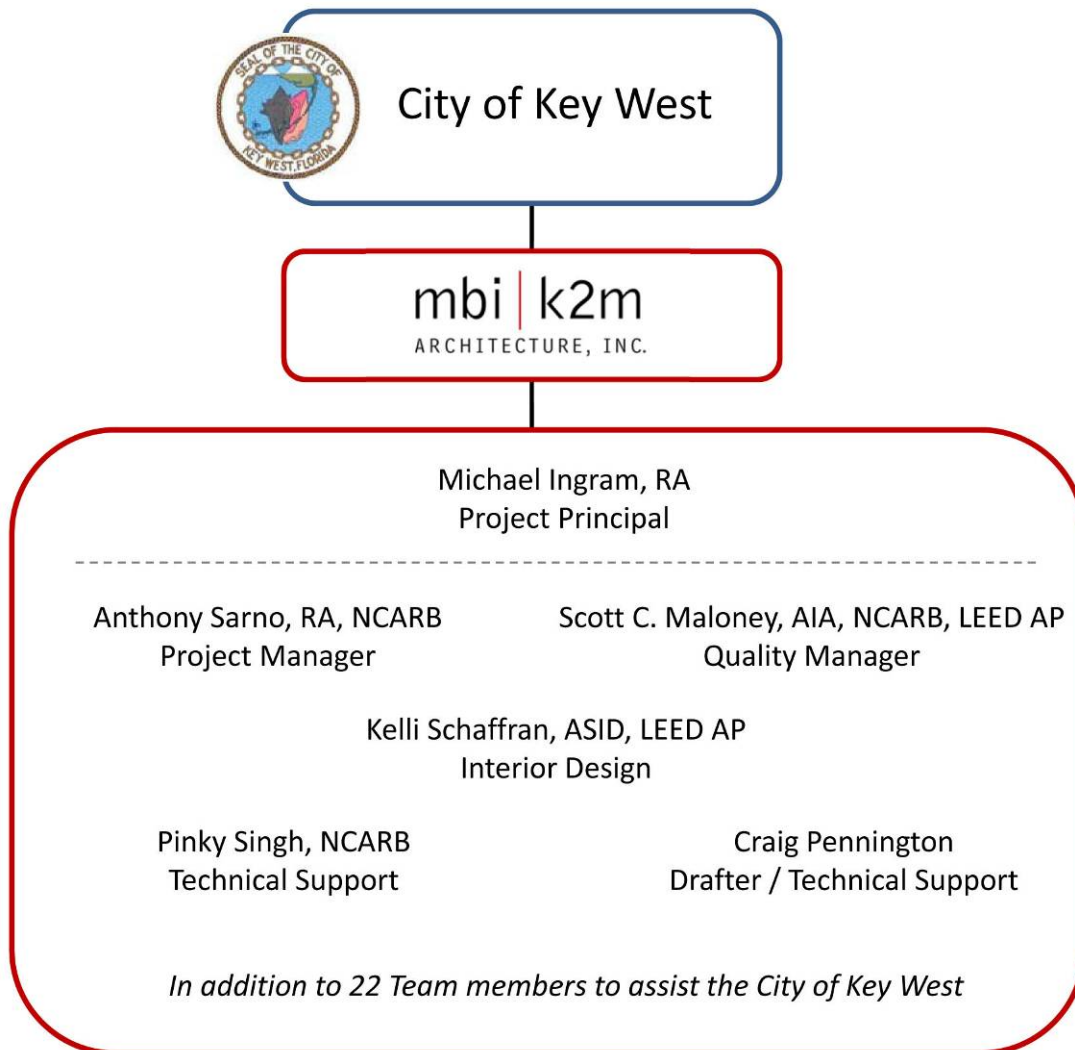 SEAL OF THE CITY OF
KEY WEST, FLORIDA
City of Key West
mbi | k2m
ARCHITECTURE, INC.
Michael Ingram, RA
Project Principal
Anthony Sarno, RA, NCARB
Project Manager
Scott C. Maloney, AIA, NCARB, LEED AP
Quality Manager
Kelli Schaffran, ASID, LEED AP
Interior Design
Pinky Singh, NCARB
Technical Support
Craig Pennington
Drafter / Technical Support
In addition to 22 Team members to assist the City of Key West